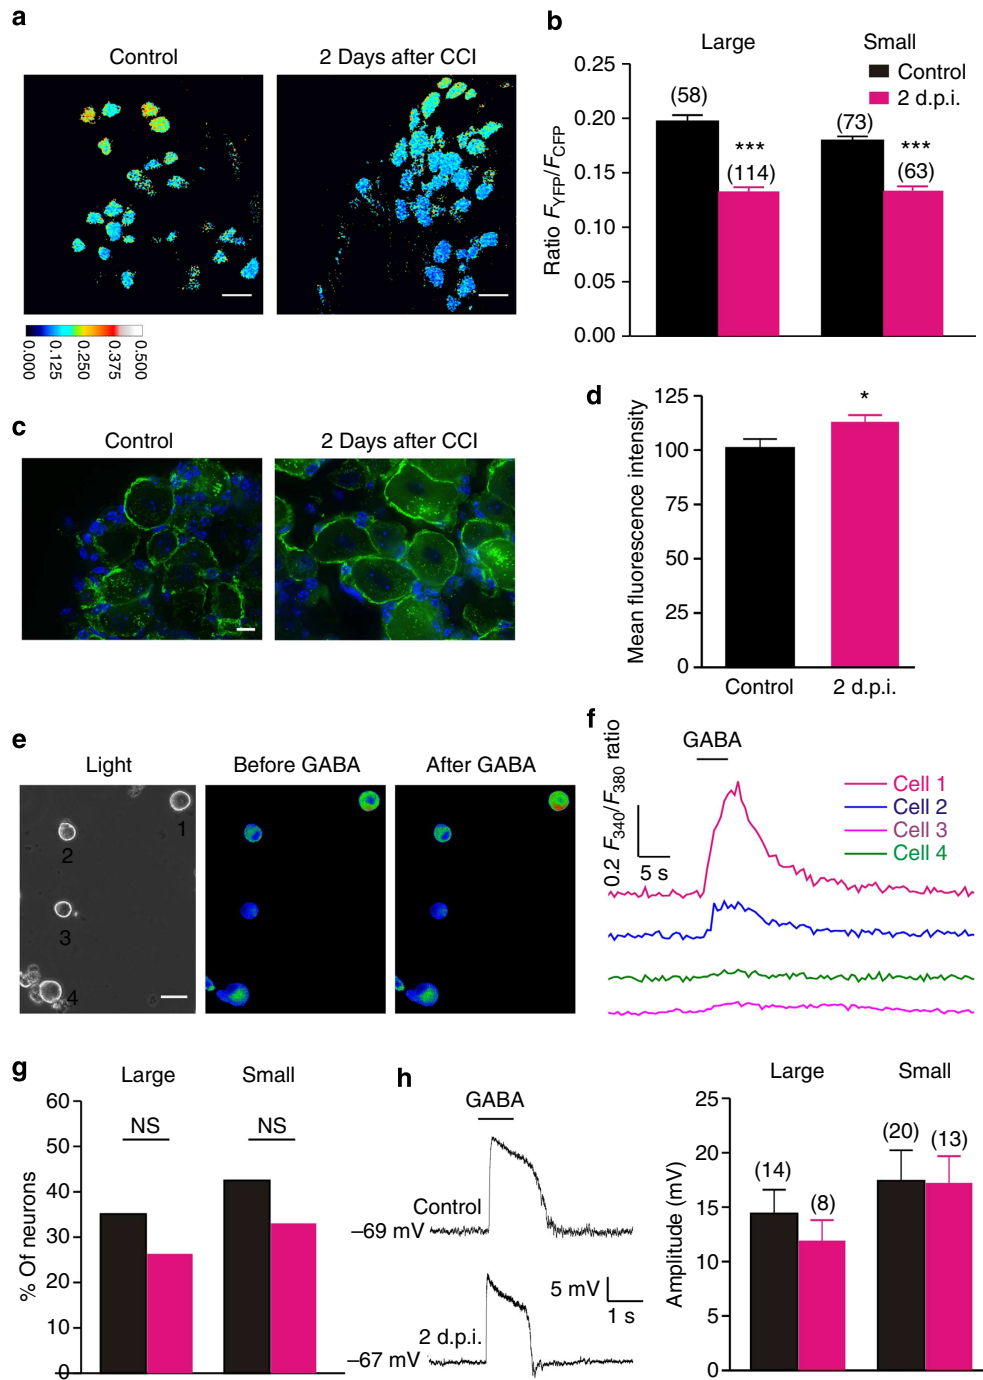 a
Control
2 Days after CCI
0.000
0.125
0.250
0.375
0.500
b
Large
Small
Control
2 d.p.i.
Ratio FYFP/FCFP
0.25
0.20
0.15
0.10
0.05
0.00
(58)
***
(114)
(73)
***
(63)
c
Control
2 Days after CCI
d
Mean fluorescence intensity
125
100
75
50
25
0
*
Control
2 d.p.i.
e
Light
Before GABA
After GABA
1
2
3
4
f
0.2 F340/F380 ratio
GABA
5 s
Cell 1
Cell 2
Cell 3
Cell 4
g
Large
Small
% Of neurons
60
50
40
30
20
10
0
NS
NS
h
GABA
Control
–69 mV
5 mV
1 s
2 d.p.i.
–67 mV
Large
Small
Amplitude (mV)
25
20
15
10
5
0
(14)
(8)
(20)
(13)